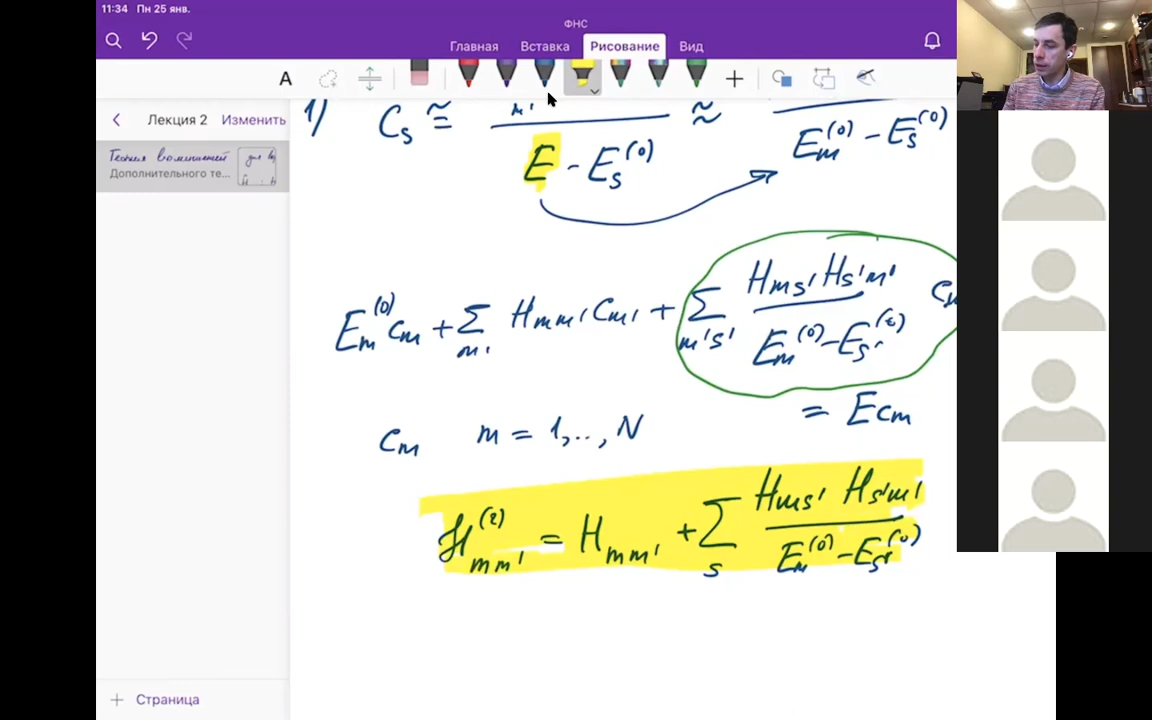 11:34 Пн 25 янв.
ФНС
Главная Вставка Рисование Вид
A
Лекция 2 Изменить
Теория возмущений
Дополнительного те...
Страница
1) C_s ≅ m' / E - E_s^(0) ≈ / E_m^(0) - E_s^(0)
E_m^(0) c_m + Σ_m' H_mm' C_m' + Σ_m's' H_ms' H_s'm' / E_m^(0) - E_s'^(0)
= E c_m
c_m m = 1,..,N
H_mm'^(2) = H_mm' + Σ_s H_ms' H_s'm' / E_m^(0) - E_s'^(0)